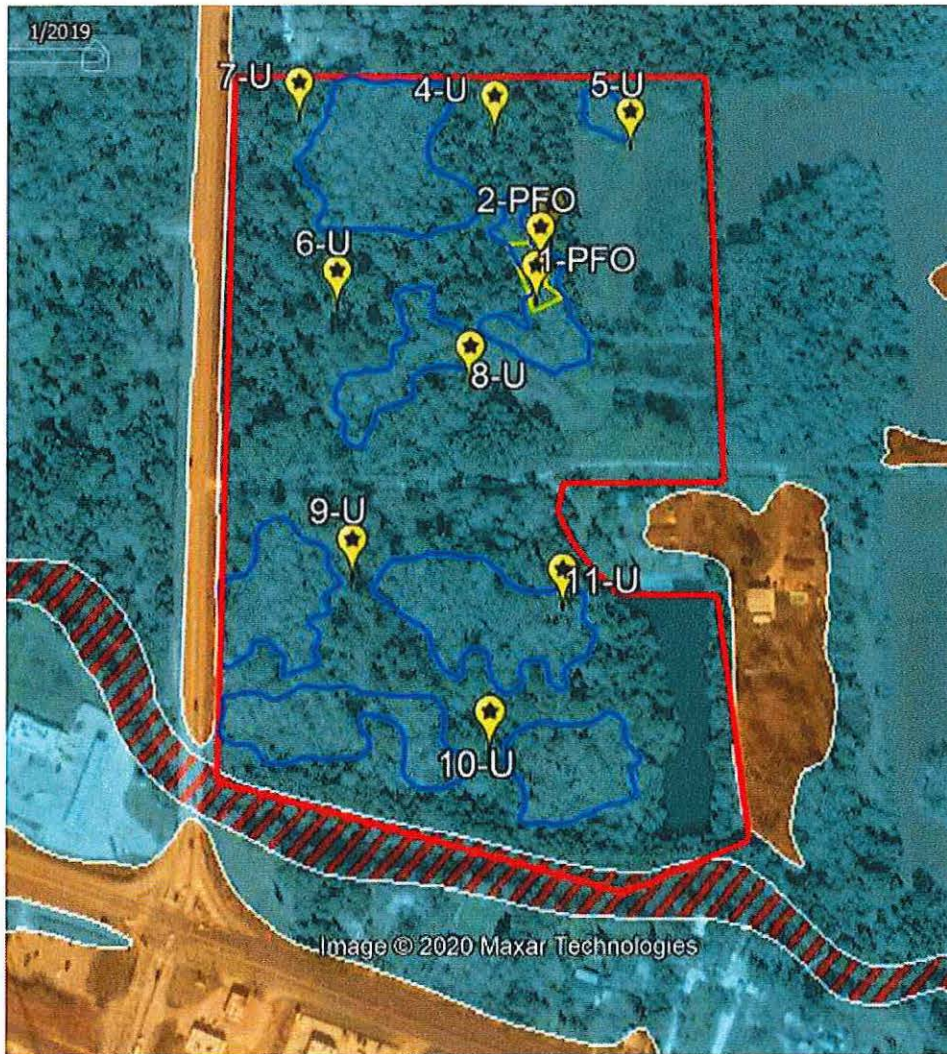 1/2019
7-U
4-U
5-U
2-PFO
6-U
1-PFO
8-U
9-U
11-U
10-U
Image © 2020 Maxar Technologies